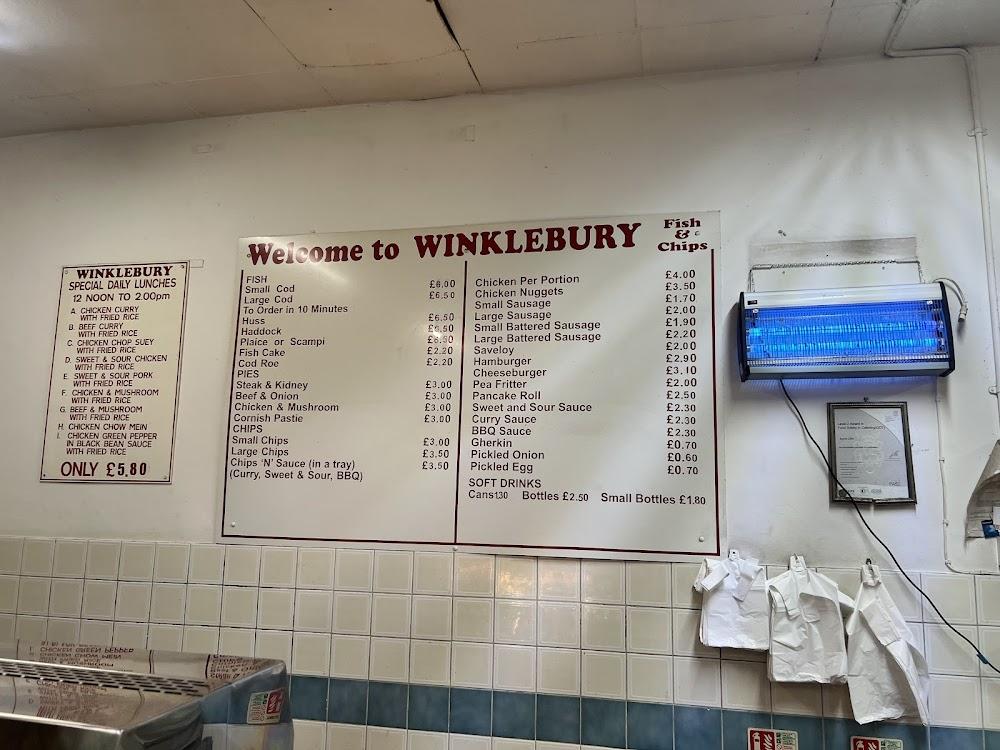 WINKLEBURY
SPECIAL DAILY LUNCHES
12 NOON TO 2.00pm
A. CHICKEN CURRY
WITH FRIED RICE
B. BEEF CURRY
WITH FRIED RICE
C. CHICKEN CHOP SUEY
WITH FRIED RICE
D. SWEET & SOUR CHICKEN
WITH FRIED RICE
E. SWEET & SOUR PORK
WITH FRIED RICE
F. CHICKEN & MUSHROOM
WITH FRIED RICE
G. BEEF & MUSHROOM
WITH FRIED RICE
H. CHICKEN CHOW MEIN
I. CHICKEN GREEN PEPPER
IN BLACK BEAN SAUCE
WITH FRIED RICE
ONLY £5.80
Welcome to WINKLEBURY
Fish
&
Chips
FISH
Small Cod £6.00
Large Cod £6.50
To Order in 10 Minutes
Huss £6.50
Haddock £6.50
Plaice or Scampi £6.50
Fish Cake £2.20
Cod Roe £2.20
PIES
Steak & Kidney £3.00
Beef & Onion £3.00
Chicken & Mushroom £3.00
Cornish Pastie £3.00
CHIPS
Small Chips £3.00
Large Chips £3.50
Chips 'N' Sauce (in a tray) £3.50
(Curry, Sweet & Sour, BBQ)
Chicken Per Portion £4.00
Chicken Nuggets £3.50
Small Sausage £1.70
Large Sausage £2.00
Small Battered Sausage £1.90
Large Battered Sausage £2.20
Saveloy £2.00
Hamburger £2.90
Cheeseburger £3.10
Pea Fritter £2.00
Pancake Roll £2.50
Sweet and Sour Sauce £2.30
Curry Sauce £2.30
BBQ Sauce £2.30
Gherkin £0.70
Pickled Onion £0.60
Pickled Egg £0.70
SOFT DRINKS
Cans130 Bottles £2.50 Small Bottles £1.80